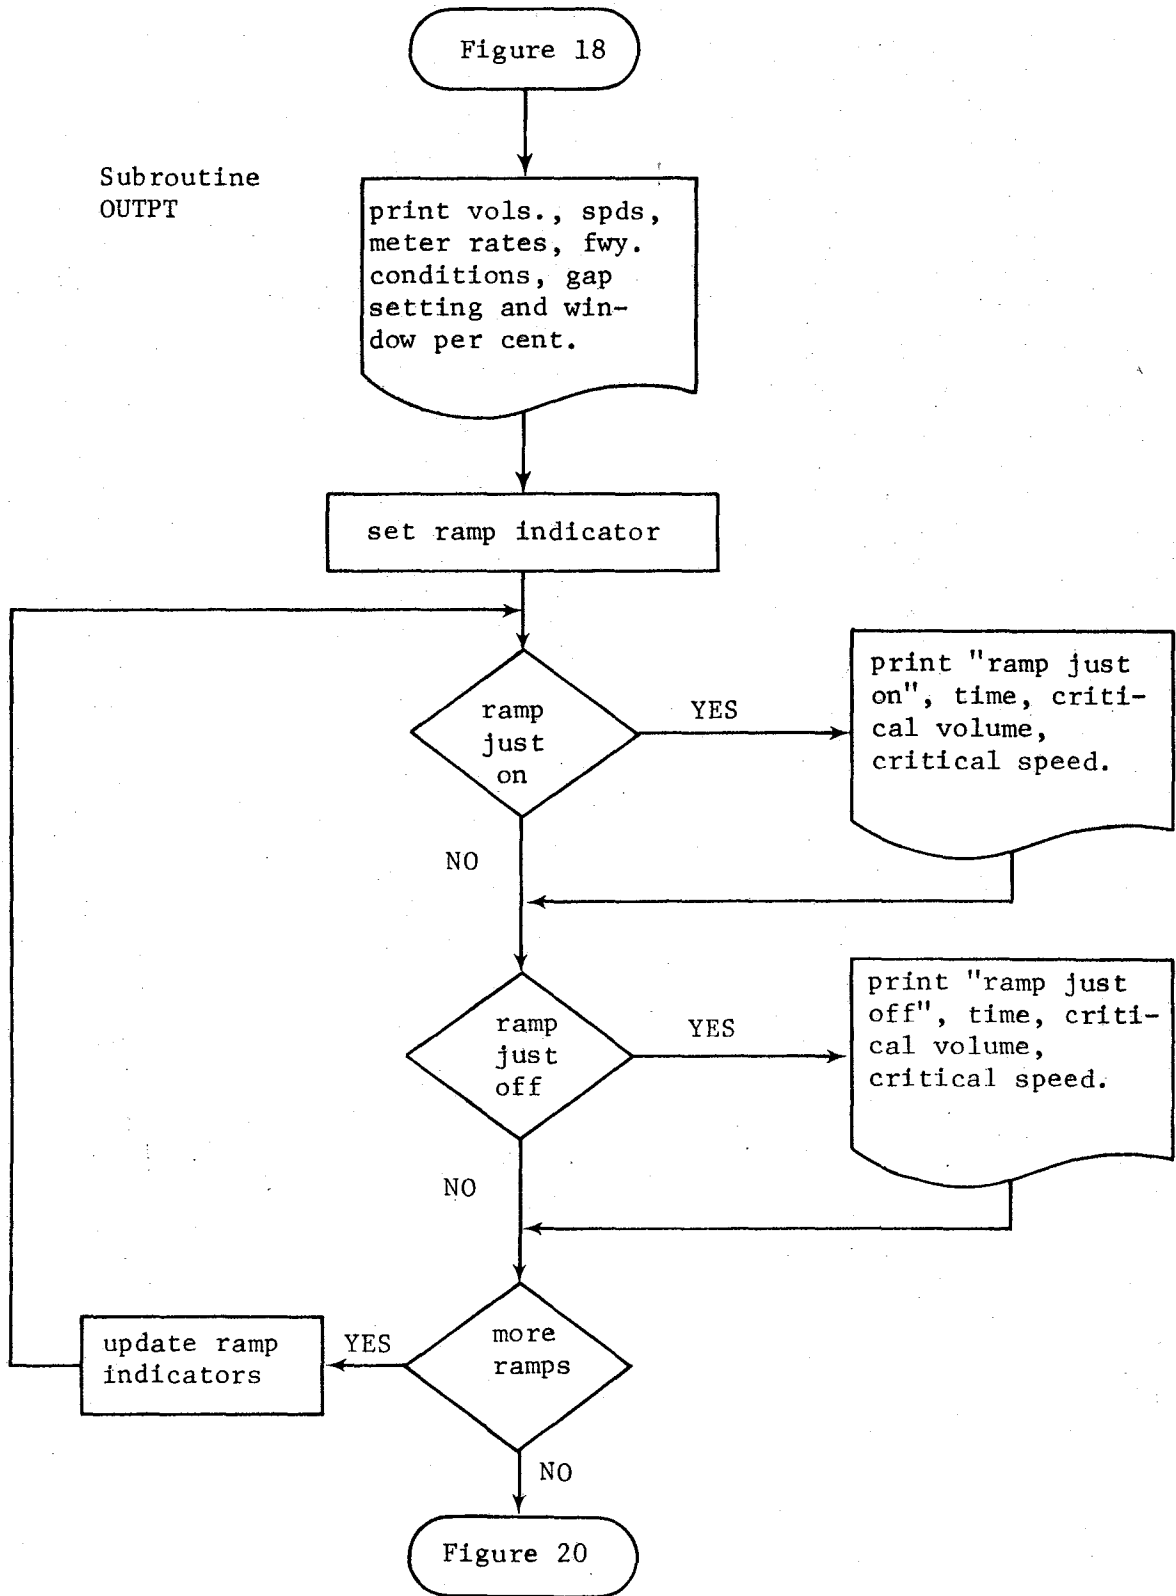 Figure 18
Subroutine
OUTPT
print vols., spds,
meter rates, fwy.
conditions, gap
setting and win-
dow per cent.
set ramp indicator
ramp
just
on
YES
print "ramp just
on", time, criti-
cal volume,
critical speed.
NO
ramp
just
off
YES
print "ramp just
off", time, criti-
cal volume,
critical speed.
NO
more
ramps
YES
update ramp
indicators
NO
Figure 20